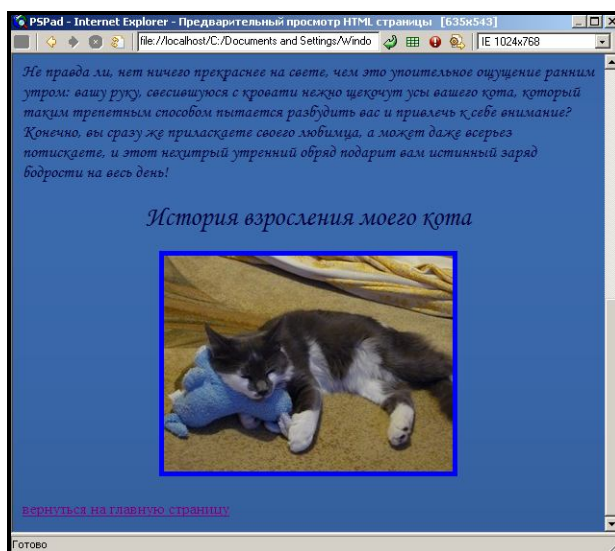 PSPad - Internet Explorer - Предварительный просмотр HTML страницы [635x543]
file://localhost/C:/Documents and Settings/Windo
IE 1024x768
Не правда ли, нет ничего прекраснее на свете, чем это упоительное ощущение ранним
утром: вашу руку, свесившуюся с кровати нежно щекочут усы вашего кота, который
таким трепетным способом пытается разбудить вас и привлечь к себе внимание?
Конечно, вы сразу же приласкаете своего любимца, а может даже всерьез
потискаете, и этот нехитрый утренний обряд подарит вам истинный заряд
бодрости на весь день!
История взросления моего кота
вернуться на главную страницу
Готово